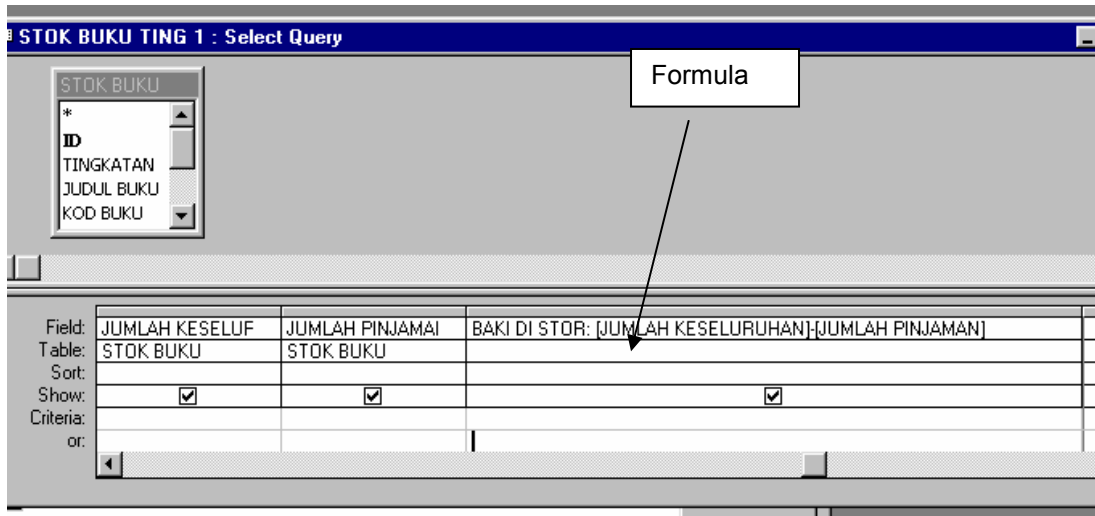 STOK BUKU TING 1 : Select Query
Formula
STOK BUKU
*
ID
TINGKATAN
JUDUL BUKU
KOD BUKU
Field: JUMLAH KESELUF JUMLAH PINJAMAI BAKI DI STOR: [JUMLAH KESELURUHAN]-[JUMLAH PINJAMAN]
Table: STOK BUKU STOK BUKU
Sort:
Show:
Criteria:
or: